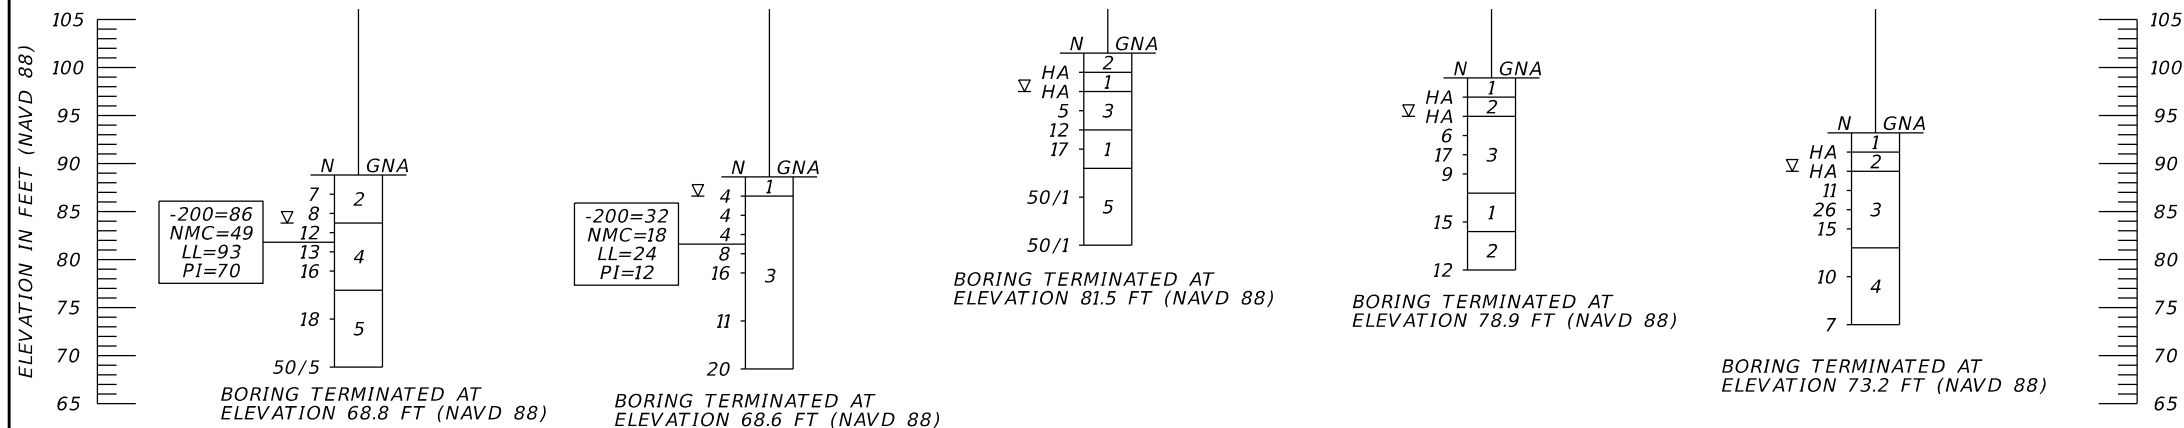 ELEVATION IN FEET (NAVD 88)
105
100
95
90
85
80
75
70
65
N GNA
7
8
12
13
16
18
50/5
2
4
5
-200=86
NMC=49
LL=93
PI=70
BORING TERMINATED AT
ELEVATION 68.8 FT (NAVD 88)
N GNA
4
4
4
8
16
11
20
1
3
-200=32
NMC=18
LL=24
PI=12
BORING TERMINATED AT
ELEVATION 68.6 FT (NAVD 88)
N GNA
HA
HA
5
12
17
50/1
50/1
2
1
3
1
5
BORING TERMINATED AT
ELEVATION 81.5 FT (NAVD 88)
N GNA
HA
HA
6
17
9
15
12
1
2
3
1
2
BORING TERMINATED AT
ELEVATION 78.9 FT (NAVD 88)
N GNA
HA
HA
11
26
15
10
7
1
2
3
4
BORING TERMINATED AT
ELEVATION 73.2 FT (NAVD 88)
105
100
95
90
85
80
75
70
65